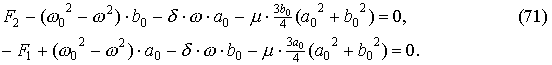 F₂ − (ω₀² − ω²)·b₀ − δ·ω·a₀ − μ·3b₀/4(a₀² + b₀²) = 0, (71)
− F₁ + (ω₀² − ω²)·a₀ − δ·ω·b₀ − μ·3a₀/4(a₀² + b₀²) = 0.